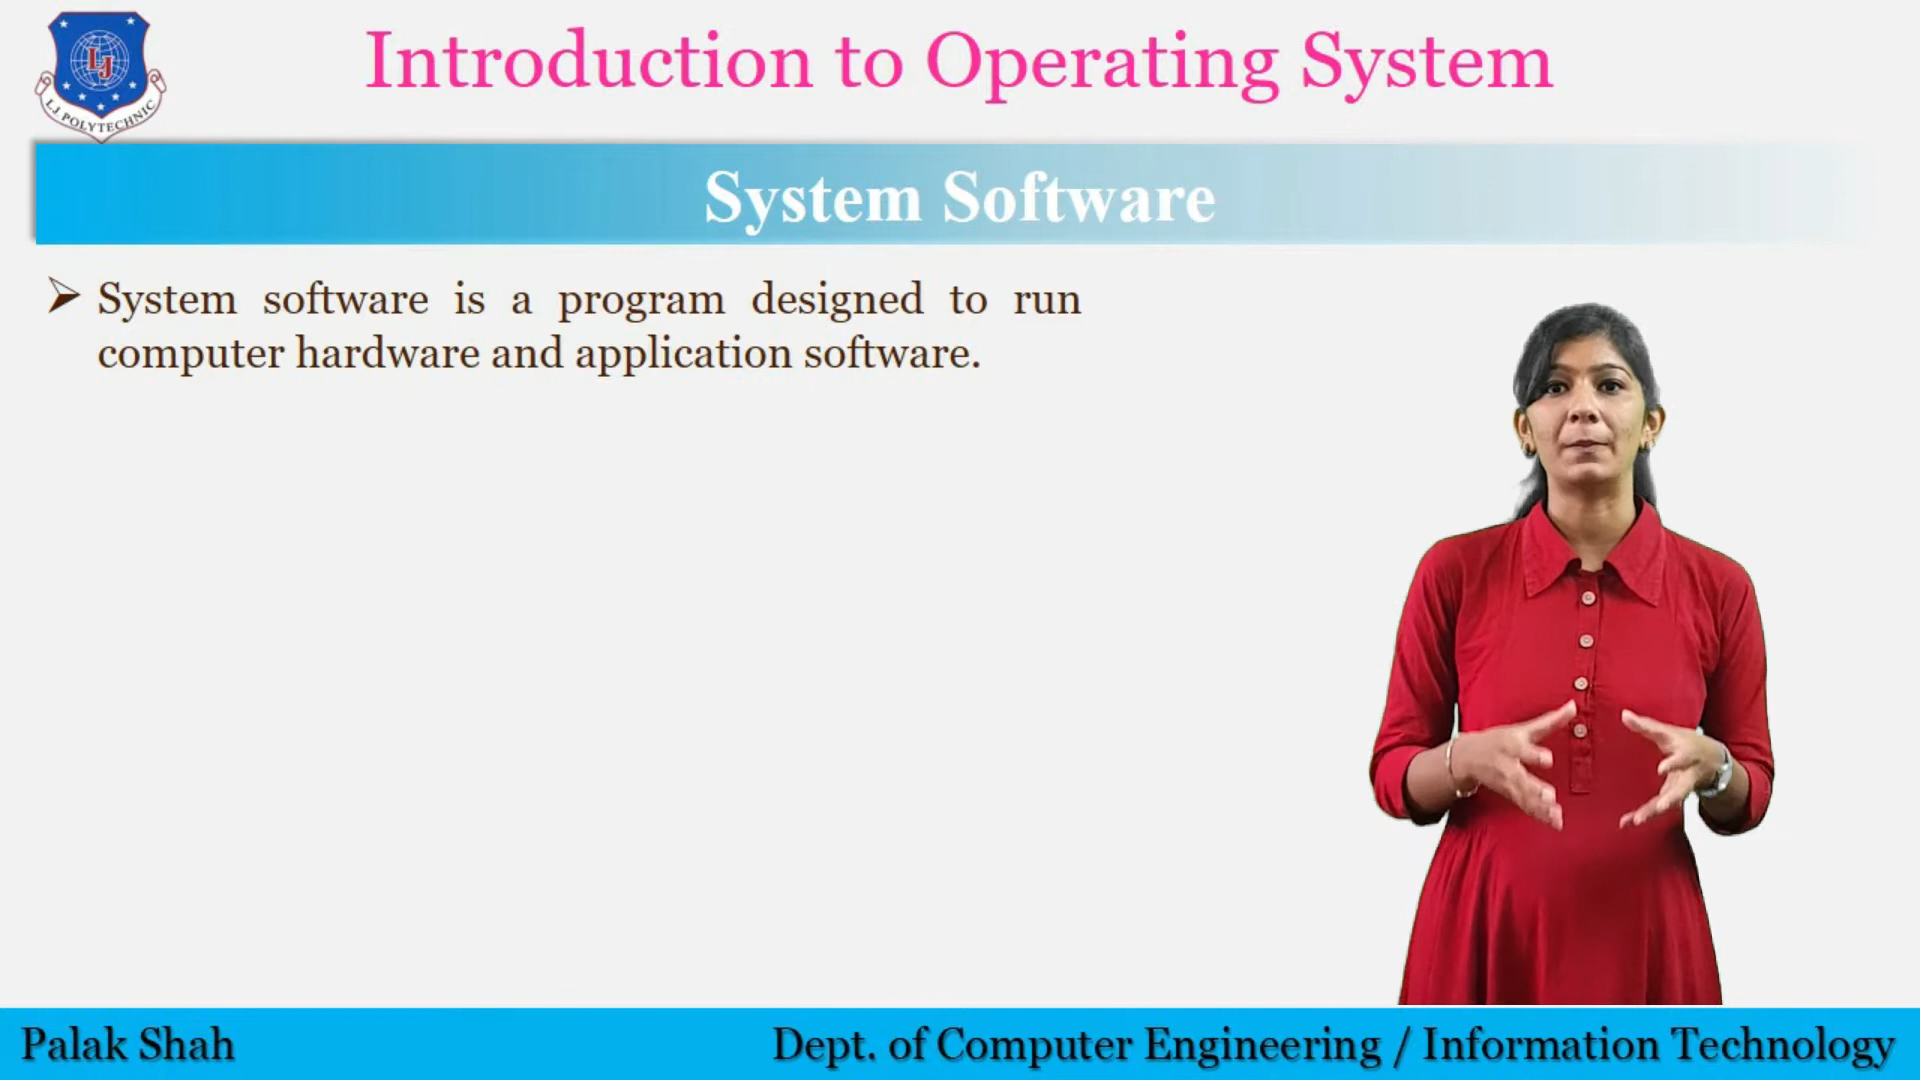 LJ
L.J. POLYTECHNIC
Introduction to Operating System
System Software
System software is a program designed to run
computer hardware and application software.
Palak Shah
Dept. of Computer Engineering / Information Technology